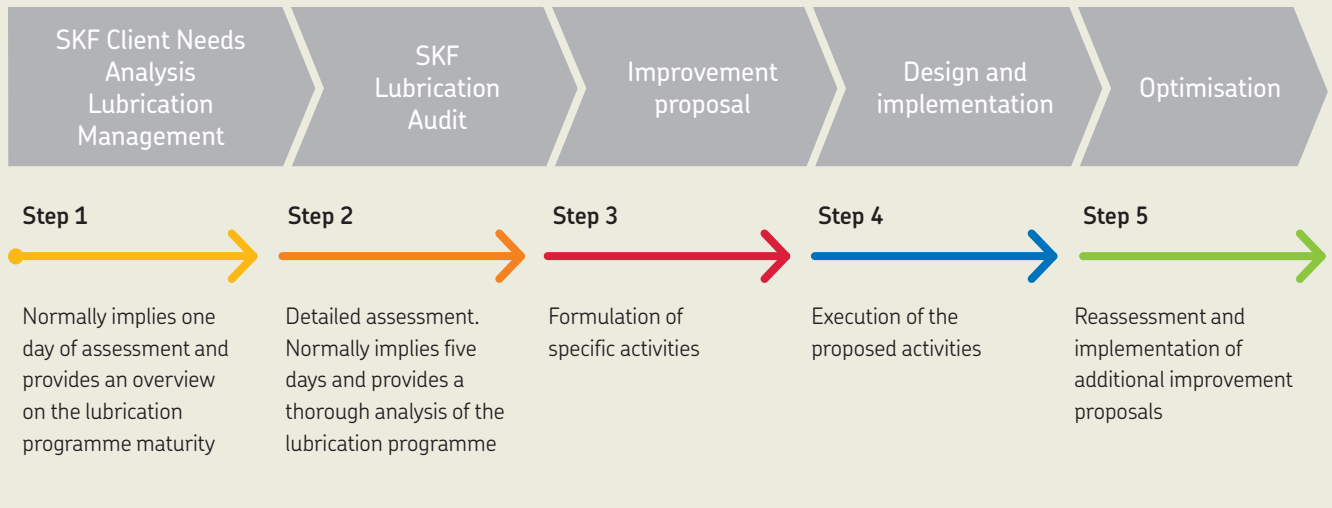 SKF Client Needs
Analysis
Lubrication
Management
SKF
Lubrication
Audit
Improvement
proposal
Design and
implementation
Optimisation
Step 1
Normally implies one
day of assessment and
provides an overview
on the lubrication
programme maturity
Step 2
Detailed assessment.
Normally implies five
days and provides a
thorough analysis of the
lubrication programme
Step 3
Formulation of
specific activities
Step 4
Execution of the
proposed activities
Step 5
Reassessment and
implementation of
additional improvement
proposals